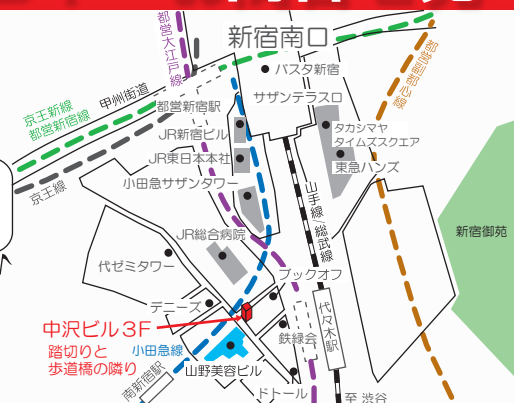 都営大江戸線
新宿南口
バスタ新宿
都営副都心線
サザンテラス口
甲州街道
京王新線
都営新宿線
都営新宿駅
JR新宿ビル
タカシマヤ
タイムズスクエア
JR東日本本社
東急ハンズ
京王線
小田急サザンタワー
山手線/総武線
新宿御苑
JR総合病院
代ゼミタワー
ブックオフ
デニーズ
中沢ビル3F
代々木駅
鉄緑会
踏切りと
歩道橋の隣り
小田急線
山野美容ビル
南新宿駅
ドトール
至 渋谷